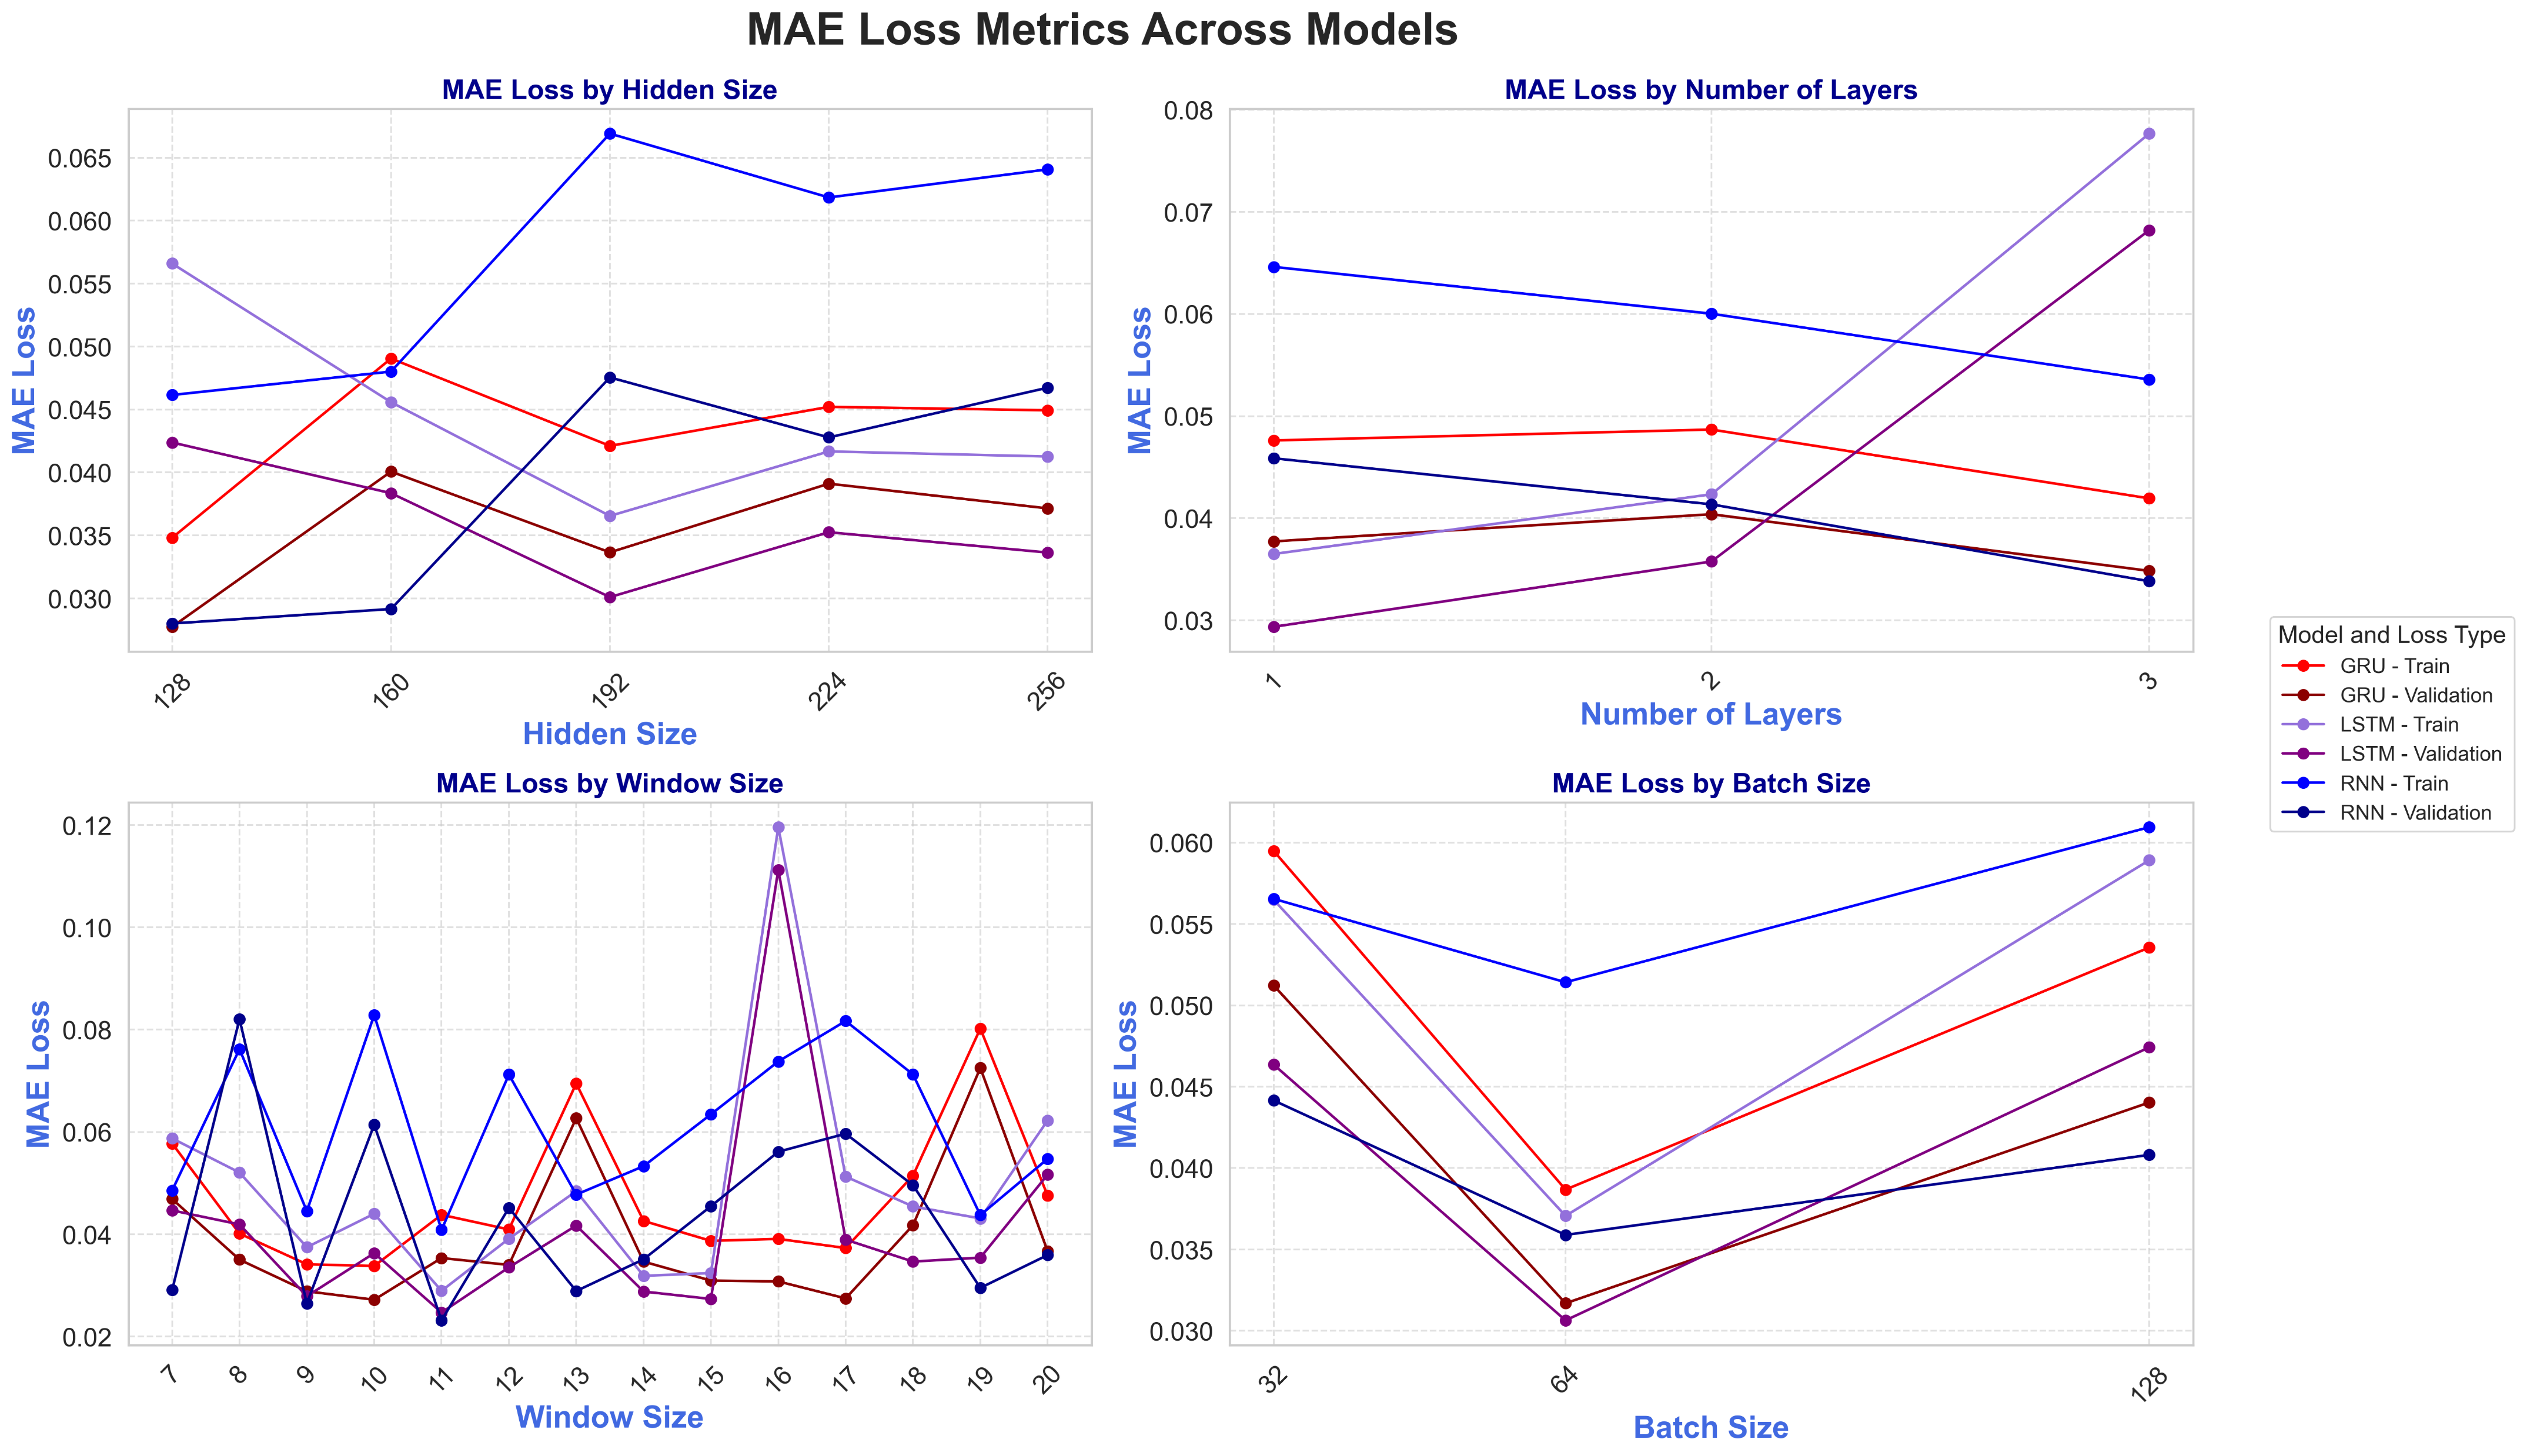 MAE Loss Metrics Across Models
MAE Loss by Hidden Size
MAE Loss
0.065
0.060
0.055
0.050
0.045
0.040
0.035
0.030
128
160
192
224
256
Hidden Size
MAE Loss by Number of Layers
MAE Loss
0.08
0.07
0.06
0.05
0.04
0.03
1
2
3
Number of Layers
Model and Loss Type
GRU - Train
GRU - Validation
LSTM - Train
LSTM - Validation
RNN - Train
RNN - Validation
MAE Loss by Window Size
MAE Loss
0.12
0.10
0.08
0.06
0.04
0.02
7
8
9
10
11
12
13
14
15
16
17
18
19
20
Window Size
MAE Loss by Batch Size
MAE Loss
0.060
0.055
0.050
0.045
0.040
0.035
0.030
32
64
128
Batch Size